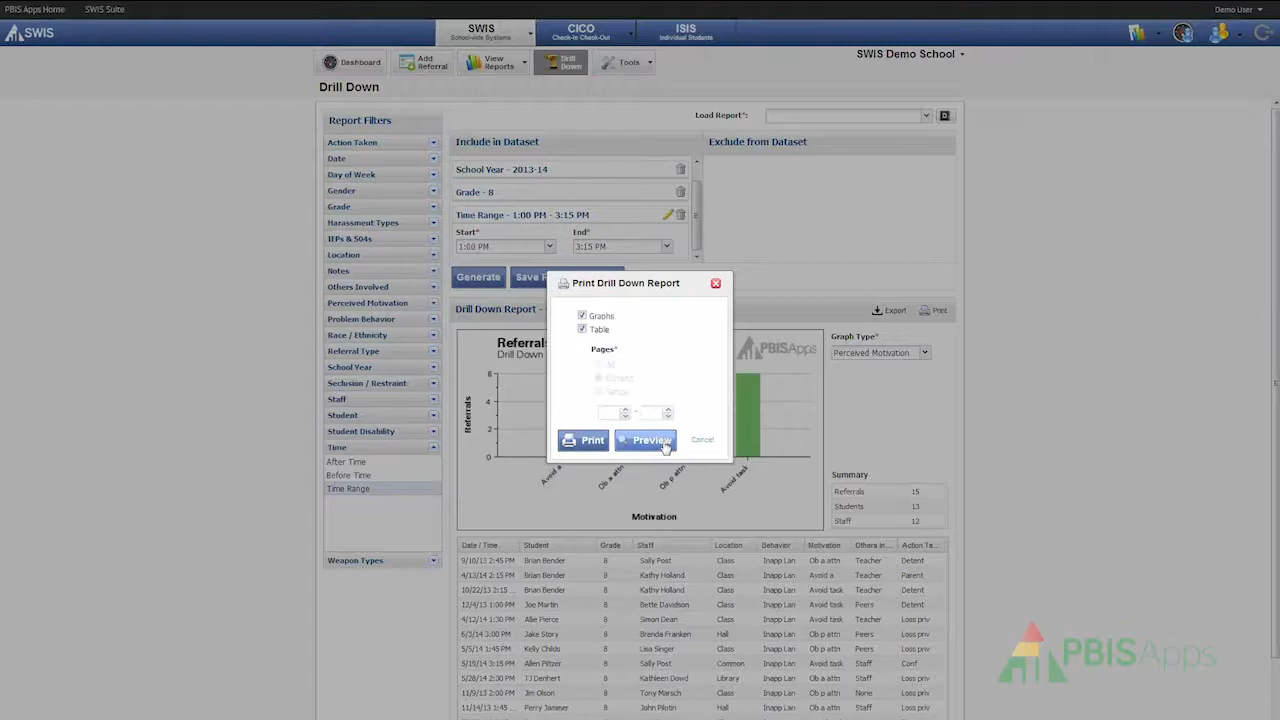 PBIS Apps Home SWIS Suite Demo User
SWIS SWIS CICO ISIS
School-wide Systems Check-In Check-Out Individual Students
Dashboard Add Referral View Reports Drill Down Tools SWIS Demo School
Drill Down
Report Filters Load Report*:
Action Taken Include in Dataset Exclude from Dataset
Date
Day of Week School Year - 2013-14
Gender Grade - 8
Grade Time Range - 1:00 PM - 3:15 PM
Harassment Types Start* End*
IEPs & 504s 1:00 PM 3:15 PM
Location
Notes Generate Save
Others Involved Print Drill Down Report
Perceived Motivation Drill Down Report - Export Print
Problem Behavior Graphs
Race / Ethnicity Table
Referral Type Referrals PBISApps Graph Type*
School Year Drill Down Pages* Perceived Motivation
Seclusion / Restraint All
Staff Current
Student Range
Student Disability -
Time Print Preview Cancel
After Time
Before Time
Time Range
Weapon Types
Referrals
6
4
2
0
Avoid a Ob a attn Ob p attn Avoid task
Motivation
Summary
Referrals 15
Students 13
Staff 12
Date / Time Student Grade Staff Location Behavior Motivation Others In... Action Ta...
9/10/13 2:45 PM Brian Bender 8 Sally Post Class Inapp Lan Ob a attn Teacher Detent
4/13/14 2:15 PM Brian Bender 8 Kathy Holland Class Inapp Lan Avoid a Teacher Parent
10/22/13 2:15 ... Brian Bender 8 Kathy Holland Class Inapp Lan Avoid task Teacher Detent
12/4/13 1:00 PM Joe Martin 8 Bette Davidson Class Inapp Lan Avoid task Peers Detent
4/12/14 1:30 PM Allie Pierce 8 Simon Dean Class Inapp Lan Avoid task Teacher Loss priv
6/3/14 3:00 PM Jake Story 8 Brenda Franken Hall Inapp Lan Ob p attn Peers Loss priv
5/5/14 1:45 PM Kelly Childs 8 Lisa Singer Class Inapp Lan Ob p attn Peers Loss priv
5/19/14 3:15 PM Allen Piltzer 8 Sally Post Common Inapp Lan Avoid task Staff Conf
5/28/14 2:30 PM TJ Denhert 8 Kathleen Dowd Library Inapp Lan Ob p attn Staff Loss priv
11/9/13 2:00 PM Jim Olson 8 Tony Marsch Class Inapp Lan Ob p attn None Loss priv
11/14/13 1:45 ... Perry Jammer 8 John Pilotin Hall Inapp Lan Ob p attn Staff Loss priv
PBISApps